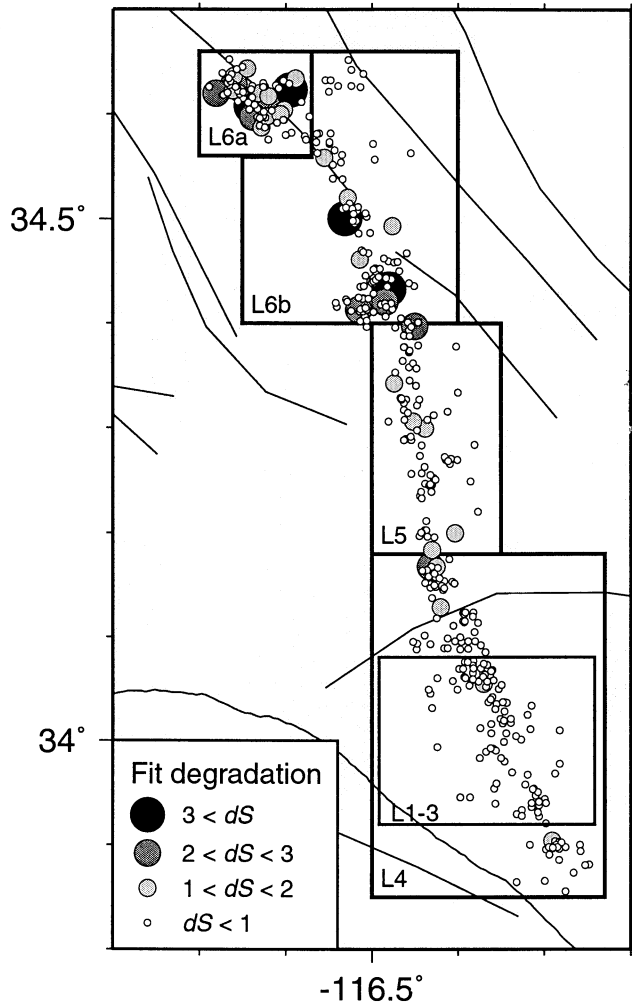 L6a
34.5°
L6b
L5
34°
L1-3
L4
Fit degradation
3 < dS
2 < dS < 3
1 < dS < 2
dS < 1
-116.5°